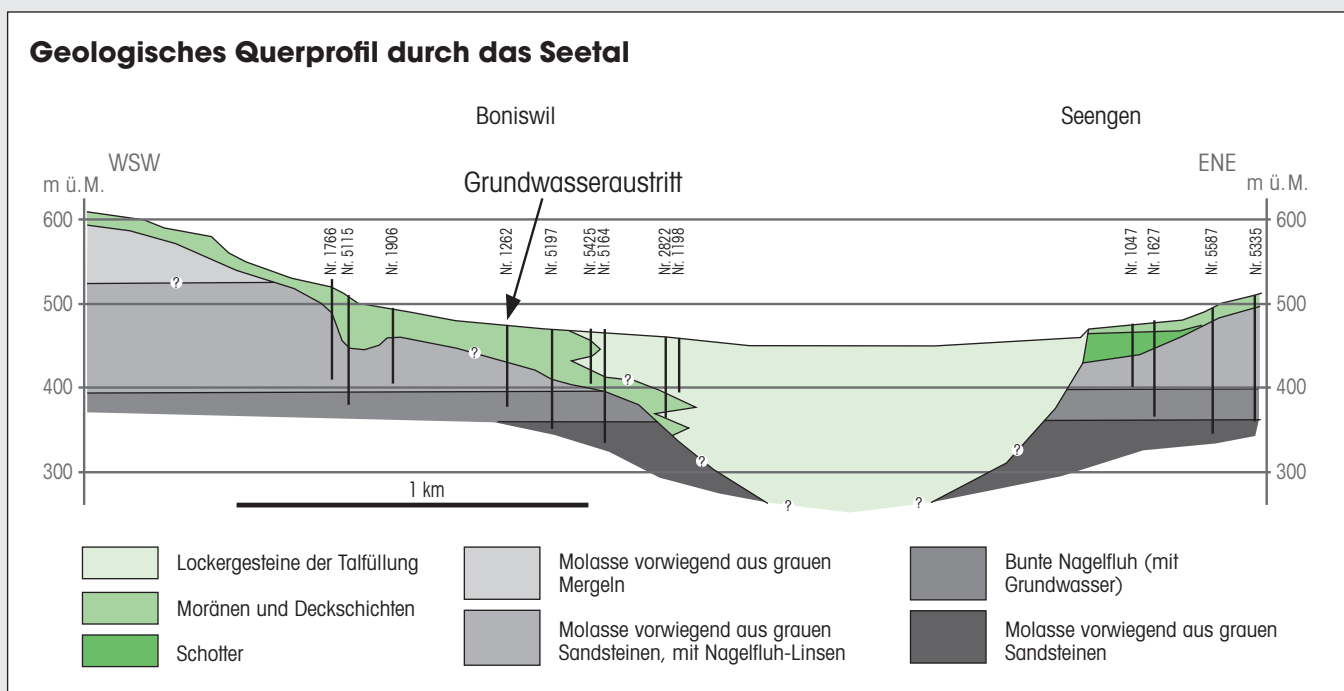 Geologisches Querprofil durch das Seetal
Boniswil
Seengen
WSW
ENE
m ü.M.
Grundwasseraustritt
m ü.M.
600
600
Nr. 1766
Nr. 5115
Nr. 1906
Nr. 1262
Nr. 5197
Nr. 5425
Nr. 5164
Nr. 2822
Nr. 1198
Nr. 1047
Nr. 1627
Nr. 5587
Nr. 5335
?
500
500
?
?
400
400
?
?
300
300
?
?
1 km
Lockergesteine der Talfüllung
Moränen und Deckschichten
Schotter
Molasse vorwiegend aus grauen
Mergeln
Molasse vorwiegend aus grauen
Sandsteinen, mit Nagelfluh-Linsen
Bunte Nagelfluh (mit
Grundwasser)
Molasse vorwiegend aus grauen
Sandsteinen